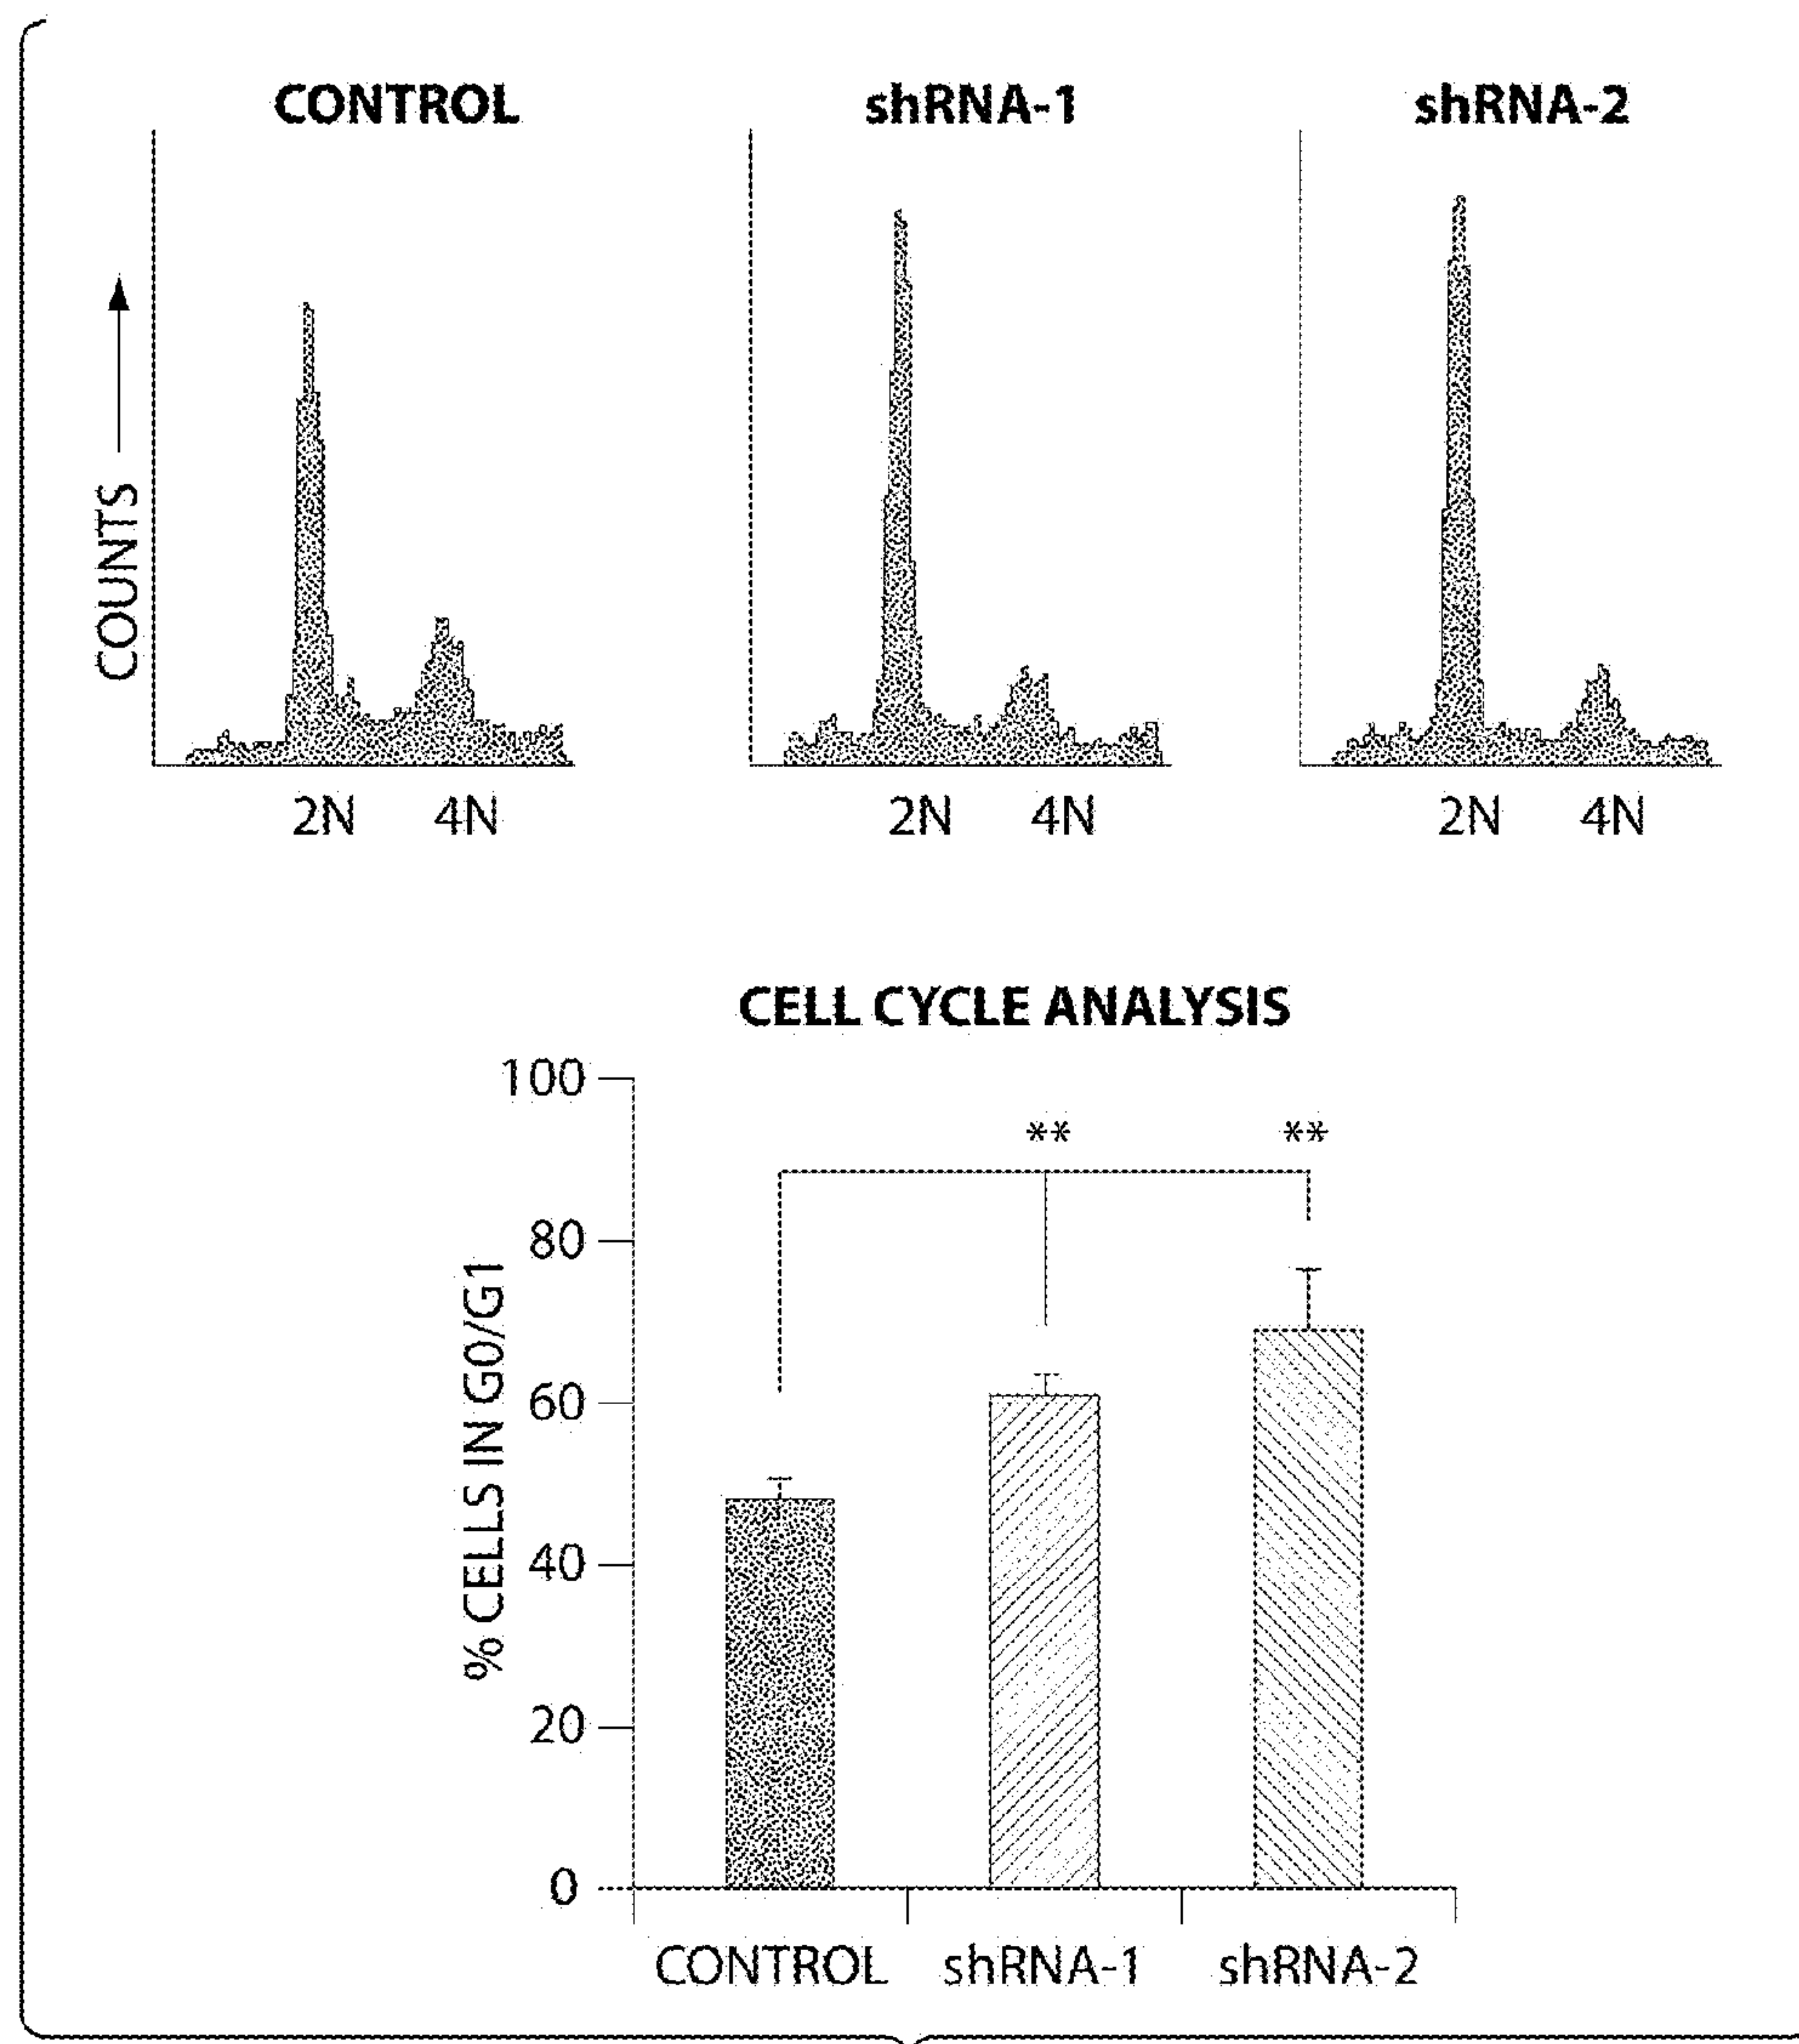 CONTROL shRNA-1 shRNA-2
COUNTS
2N 4N 2N 4N 2N 4N
CELL CYCLE ANALYSIS
% CELLS IN G0/G1
100
** **
80
60
40
20
0
CONTROL shRNA-1 shRNA-2